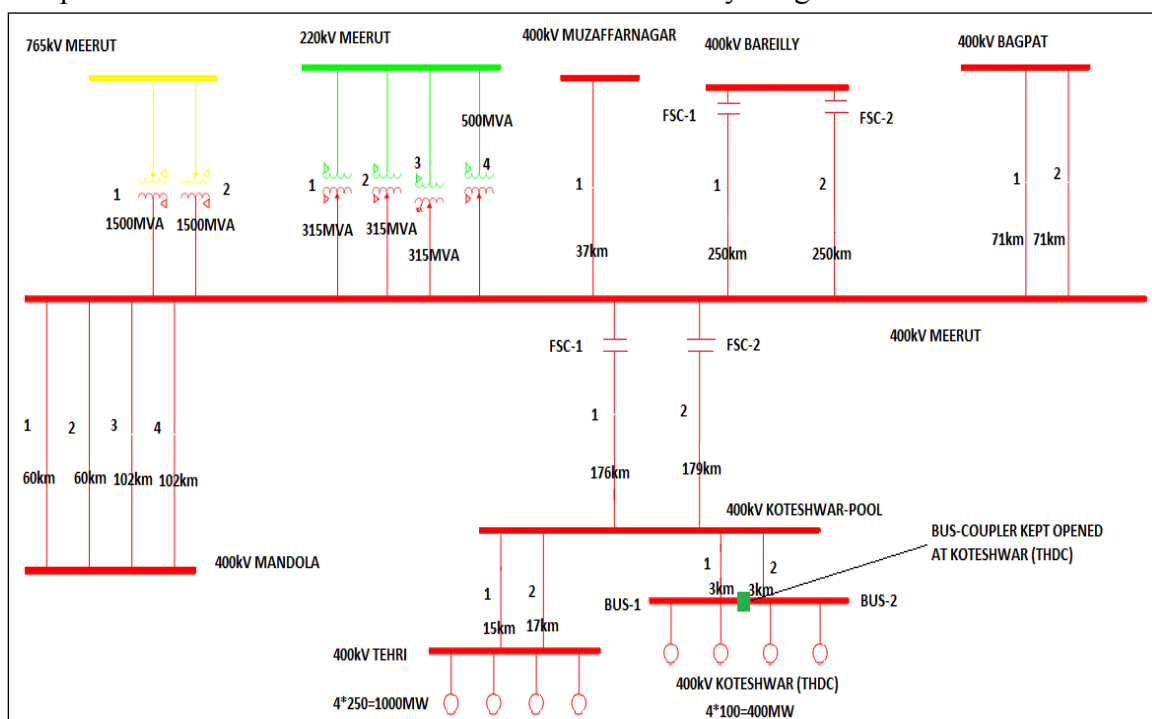 765kV MEERUT
220kV MEERUT
400kV MUZAFFARNAGAR
400kV BAREILLY
400kV BAGPAT
FSC-1
FSC-2
500MVA
1
2
1500MVA
1500MVA
1
2
3
4
315MVA
315MVA
315MVA
1
37km
1
2
250km
250km
1
2
71km
71km
400kV MEERUT
FSC-1
FSC-2
1
2
3
4
60km
60km
102km
102km
1
2
176km
179km
400kV MANDOLA
400kV KOTESHWAR-POOL
BUS-COUPLER KEPT OPENED
AT KOTESHWAR (THDC)
1
2
15km
17km
1
2
3km
3km
BUS-1
BUS-2
400kV TEHRI
4*250=1000MW
400kV KOTESHWAR (THDC)
4*100=400MW